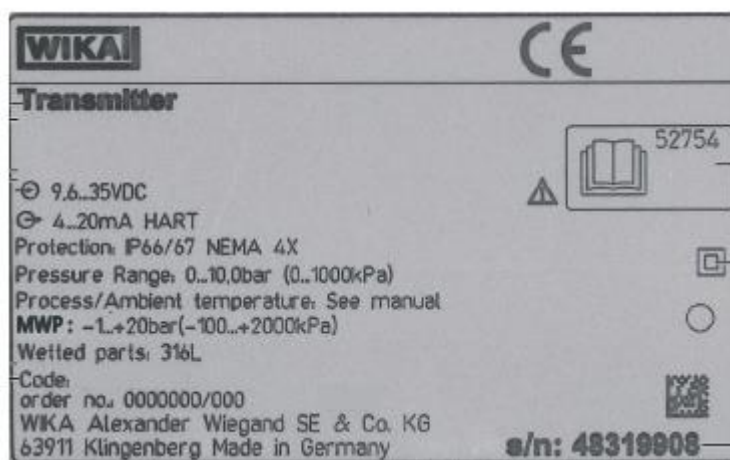 WIKA CE
Transmitter
52754
9.6...35VDC
4...20mA HART
Protection: IP66/67 NEMA 4X
Pressure Range: 0...10,0bar (0...1000kPa)
Process/Ambient temperature: See manual
MWP: -1...+20bar(-100...+2000kPa)
Wetted parts: 316L
Code:
order no.: 0000000/000
WIKA Alexander Wiegand SE & Co. KG
63911 Klingenberg Made in Germany
s/n: 48319908